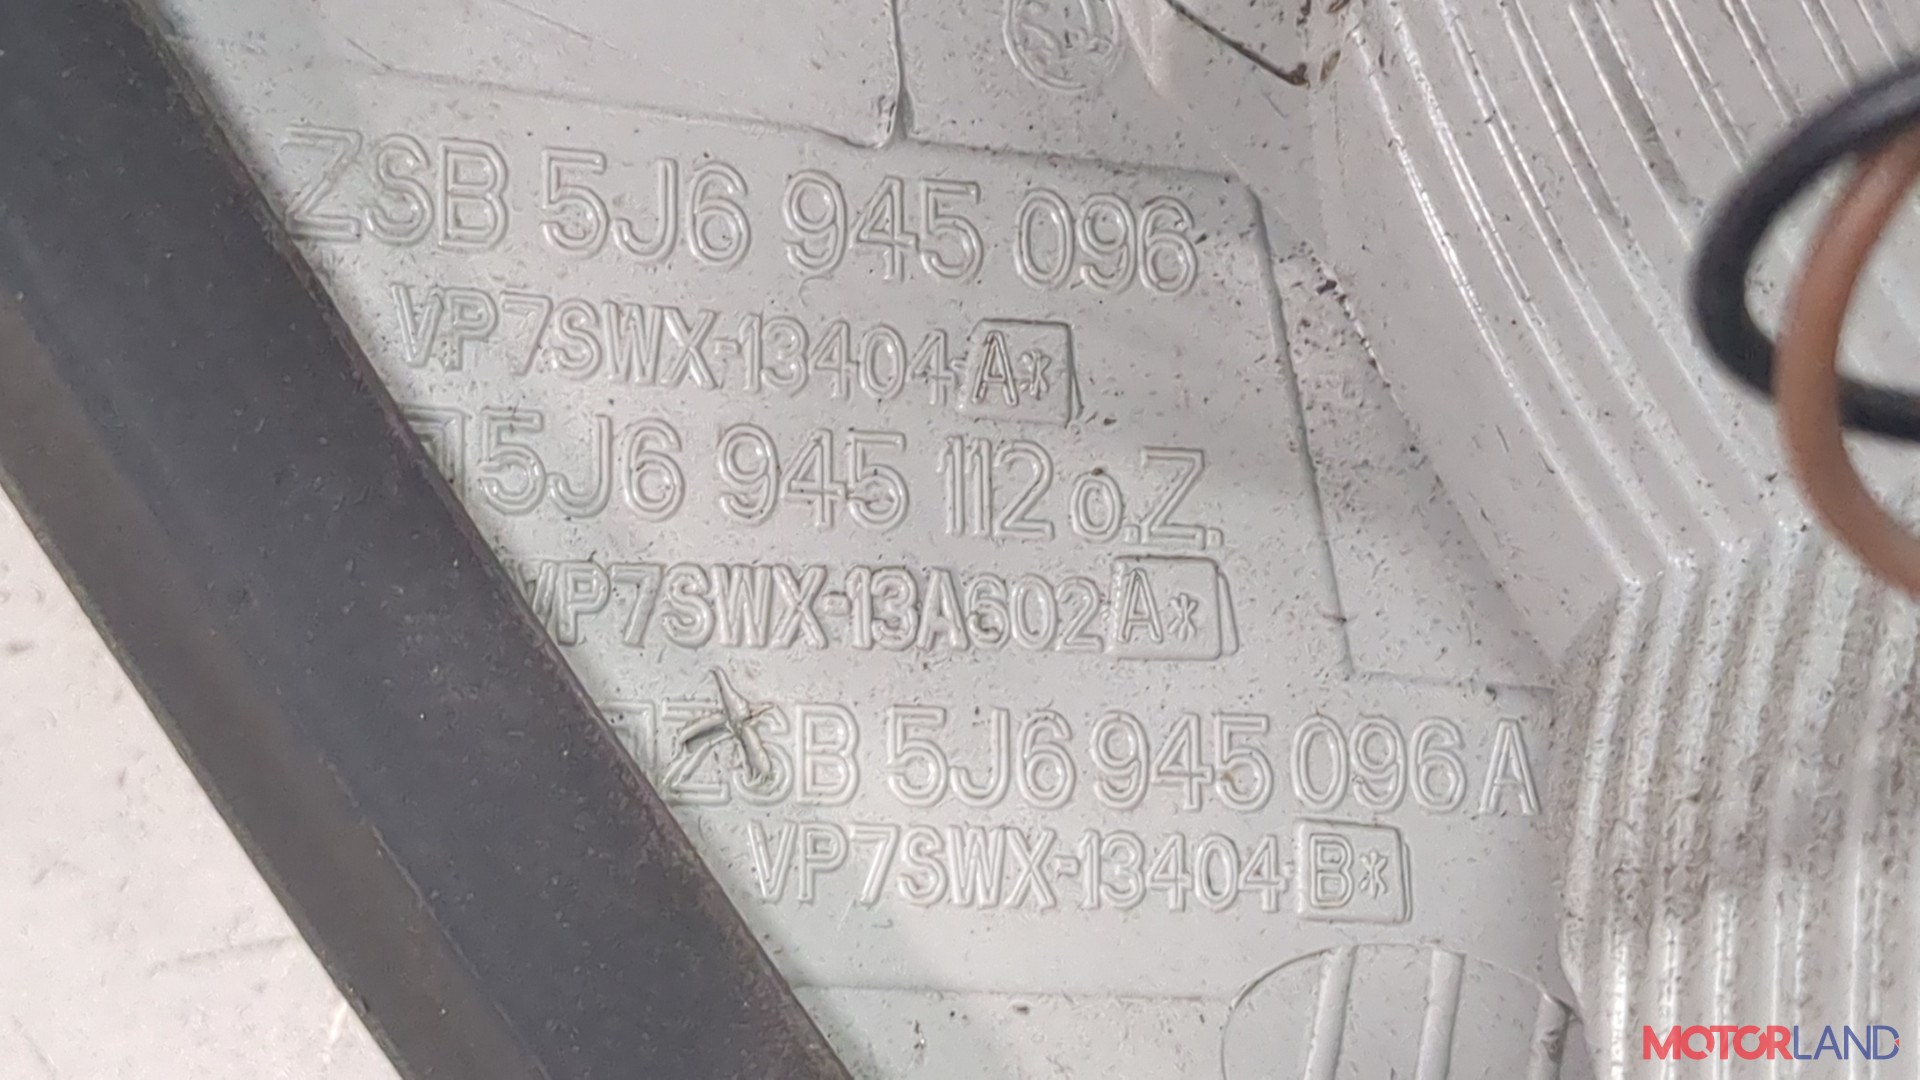 ZSB 5J6 945 096
VP7SWX-13404-A*
5J6 945 112 o.Z.
VP7SWX-13A602-A*
ZSB 5J6 945 096 A
VP7SWX-13404-B*
MOTORLAND